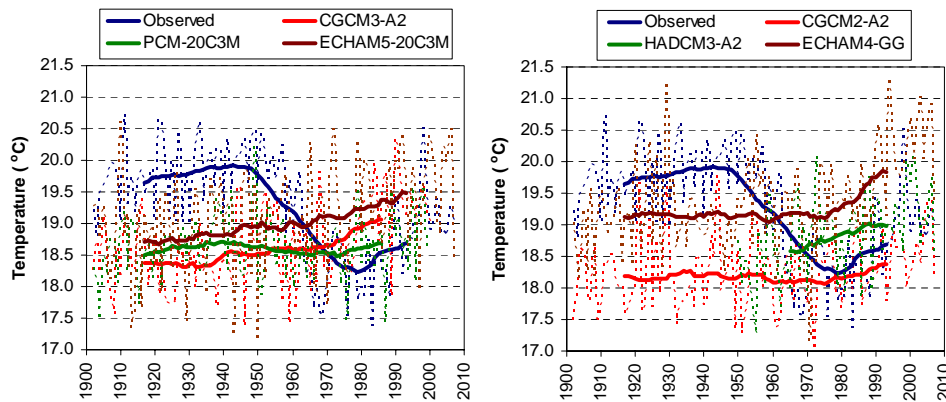 Observed CGCM3-A2
PCM-20C3M ECHAM5-20C3M
Temperature ( °C)
21.5
21.0
20.5
20.0
19.5
19.0
18.5
18.0
17.5
17.0
1900 1910 1920 1930 1940 1950 1960 1970 1980 1990 2000 2010
Observed CGCM2-A2
HADCM3-A2 ECHAM4-GG
Temperature ( °C)
21.5
21.0
20.5
20.0
19.5
19.0
18.5
18.0
17.5
17.0
1900 1910 1920 1930 1940 1950 1960 1970 1980 1990 2000 2010